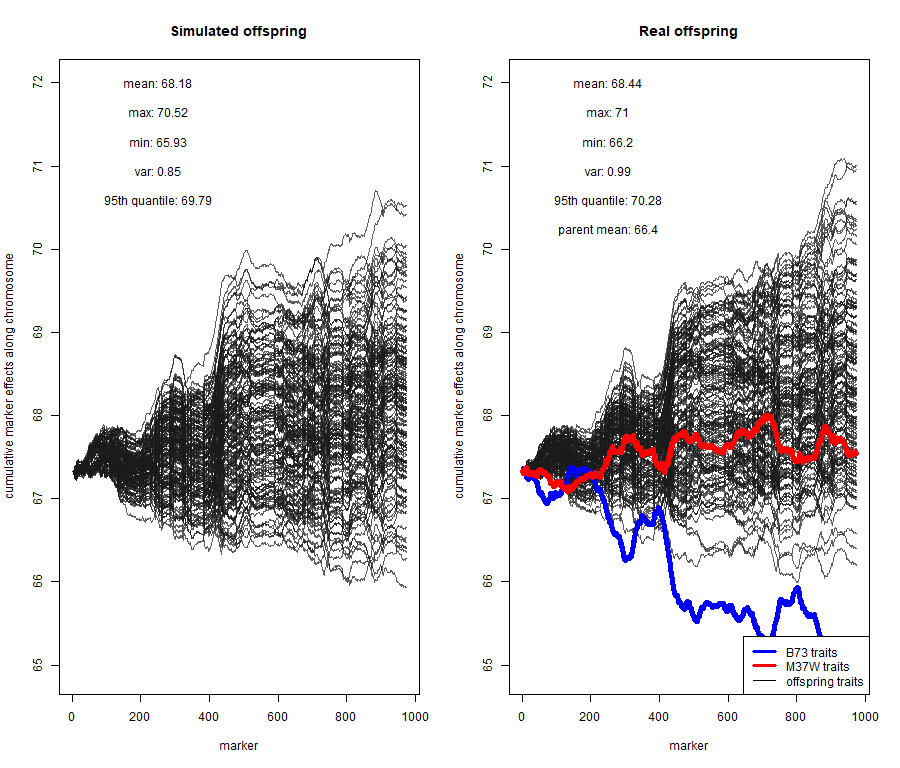 Simulated offspring
mean: 68.18
max: 70.52
min: 65.93
var: 0.85
95th quantile: 69.79
cumulative marker effects along chromosome
72
71
70
69
68
67
66
65
0 200 400 600 800 1000
marker
Real offspring
mean: 68.44
max: 71
min: 66.2
var: 0.99
95th quantile: 70.28
parent mean: 66.4
cumulative marker effects along chromosome
72
71
70
69
68
67
66
65
B73 traits
M37W traits
offspring traits
0 200 400 600 800 1000
marker